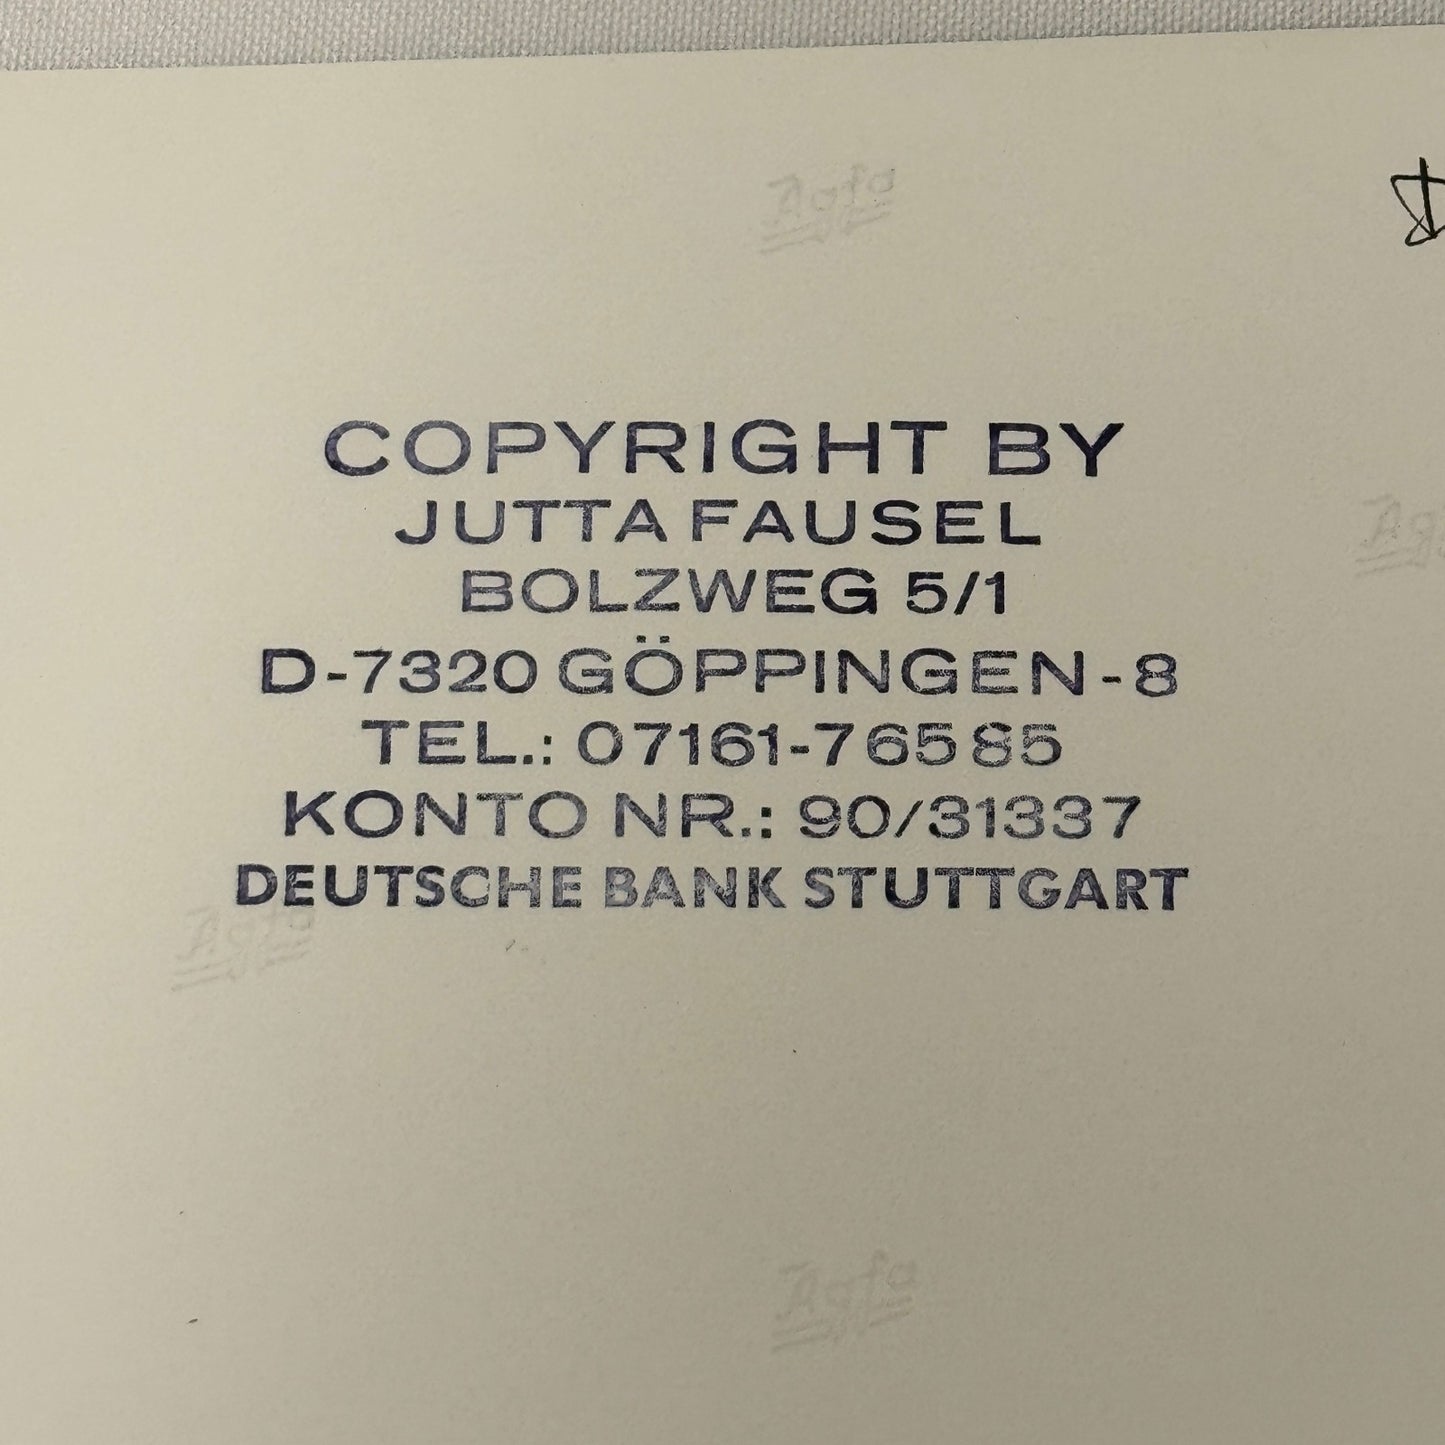 COPYRIGHT BY
JUTTA FAUSEL
BOLZWEG 5/1
D-7320 GÖPPINGEN-8
TEL.: 07161-76585
KONTO NR.: 90/31337
DEUTSCHE BANK STUTTGART